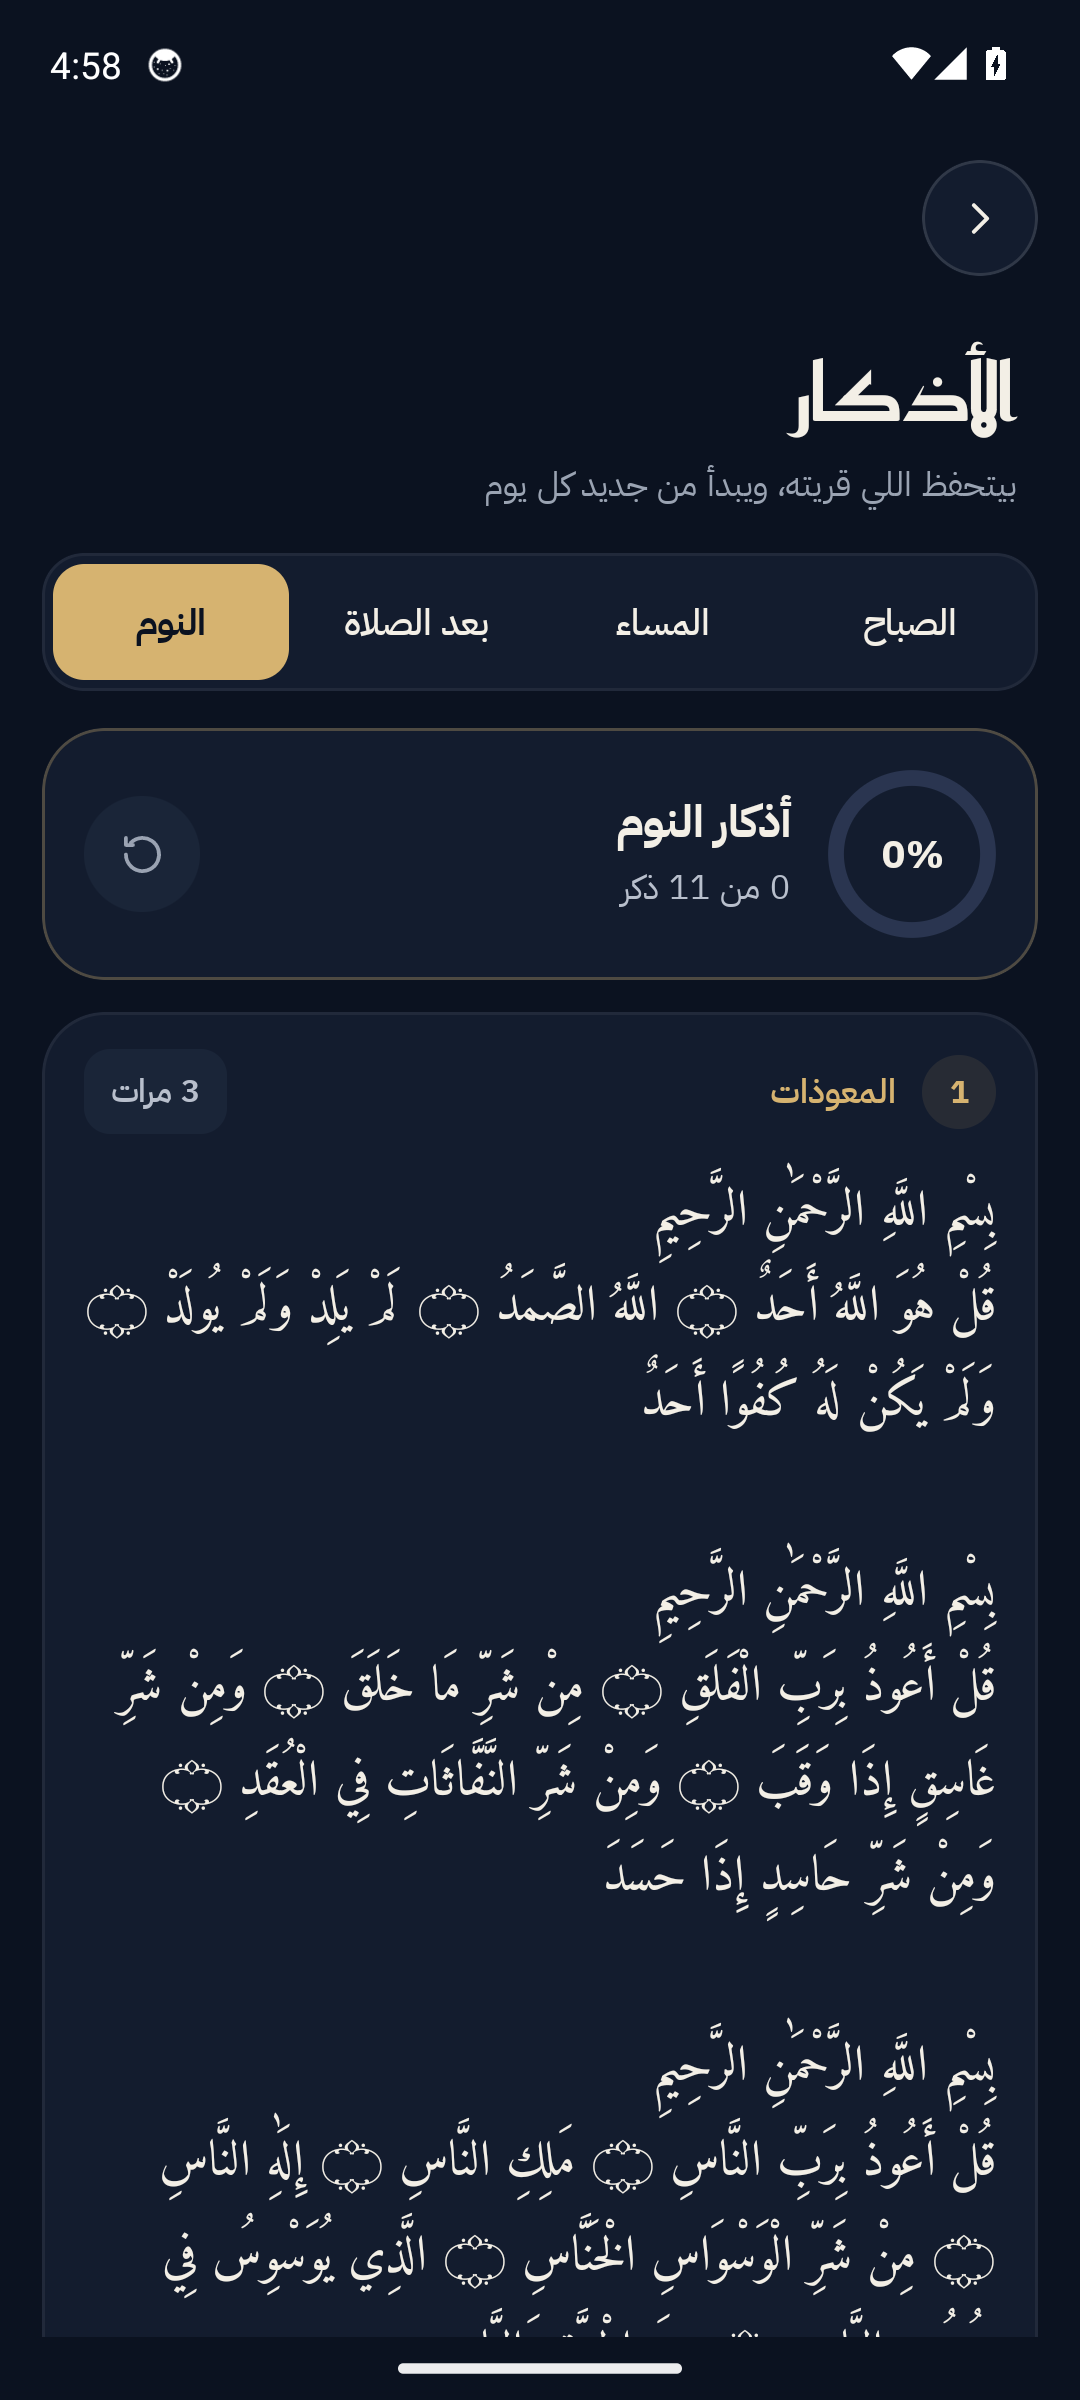 4:58
الأذكار
بيتحفظ اللي قريته، ويبدأ من جديد كل يوم
الصباح
المساء
بعد الصلاة
النوم
0%
أذكار النوم
0 من 11 ذكر
1
المعوذات
3 مرات
بِسْمِ اللَّهِ الرَّحْمَٰنِ الرَّحِيمِ
قُلْ هُوَ اللَّهُ أَحَدٌ ۝ اللَّهُ الصَّمَدُ ۝ لَمْ يَلِدْ وَلَمْ يُولَدْ ۝
وَلَمْ يَكُنْ لَهُ كُفُوًا أَحَدٌ
بِسْمِ اللَّهِ الرَّحْمَٰنِ الرَّحِيمِ
قُلْ أَعُوذُ بِرَبِّ الْفَلَقِ ۝ مِنْ شَرِّ مَا خَلَقَ ۝ وَمِنْ شَرِّ
غَاسِقٍ إِذَا وَقَبَ ۝ وَمِنْ شَرِّ النَّفَّاثَاتِ فِي الْعُقَدِ ۝
وَمِنْ شَرِّ حَاسِدٍ إِذَا حَسَدَ
بِسْمِ اللَّهِ الرَّحْمَٰنِ الرَّحِيمِ
قُلْ أَعُوذُ بِرَبِّ النَّاسِ ۝ مَلِكِ النَّاسِ ۝ إِلَٰهِ النَّاسِ
۝ مِنْ شَرِّ الْوَسْوَاسِ الْخَنَّاسِ ۝ الَّذِي يُوَسْوِسُ فِي